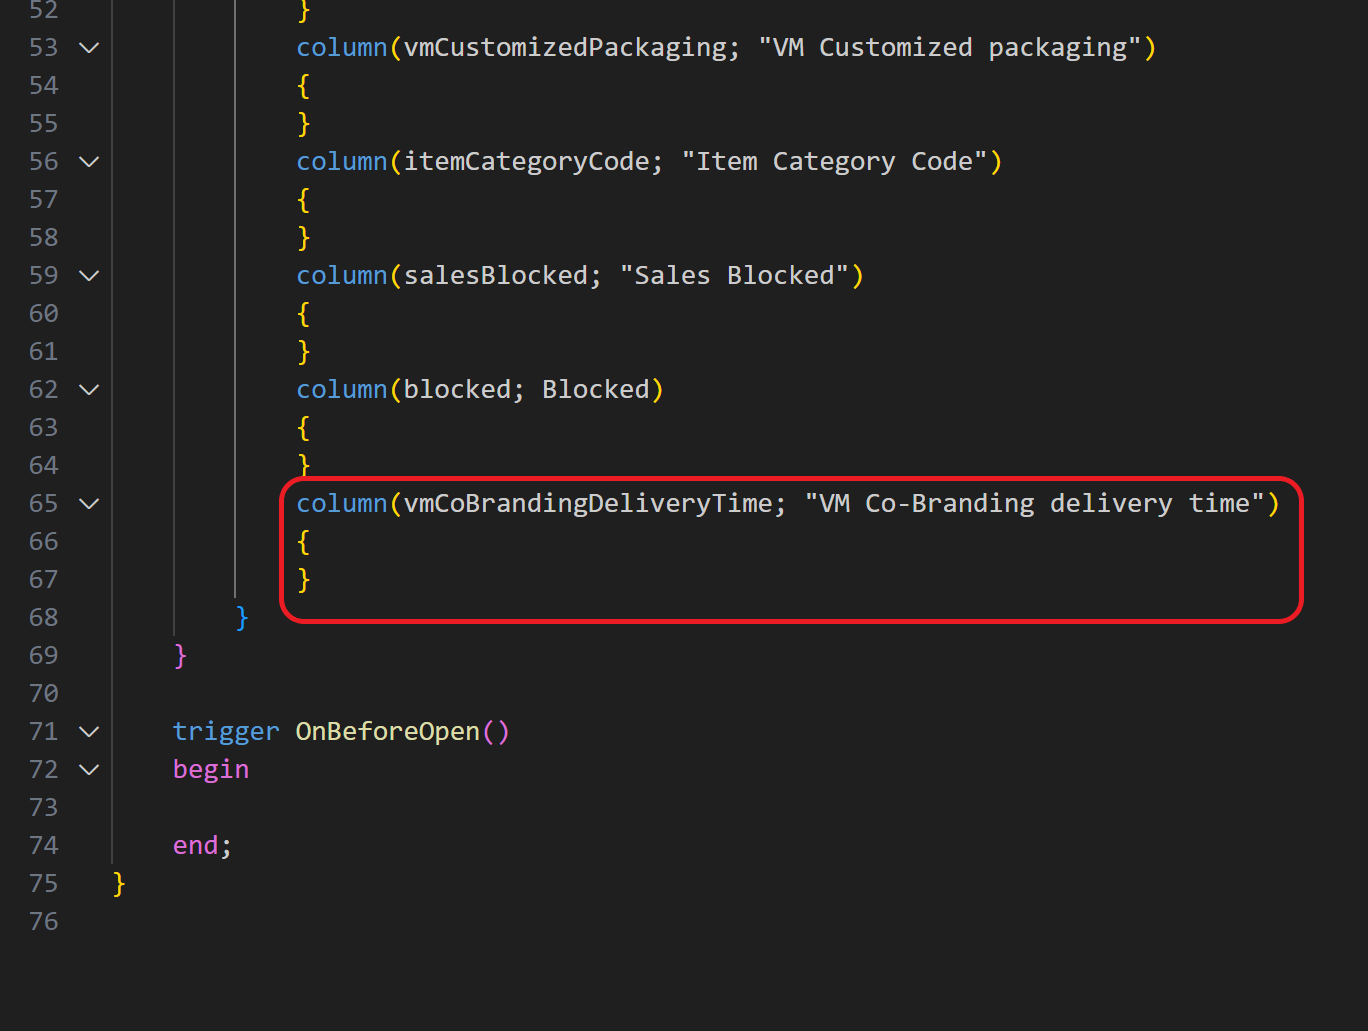 52 }
53 column(vmCustomizedPackaging; "VM Customized packaging")
54 {
55 }
56 column(itemCategoryCode; "Item Category Code")
57 {
58 }
59 column(salesBlocked; "Sales Blocked")
60 {
61 }
62 column(blocked; Blocked)
63 {
64 }
65 column(vmCoBrandingDeliveryTime; "VM Co-Branding delivery time")
66 {
67 }
68 }
69 }
70
71 trigger OnBeforeOpen()
72 begin
73
74 end;
75 }
76